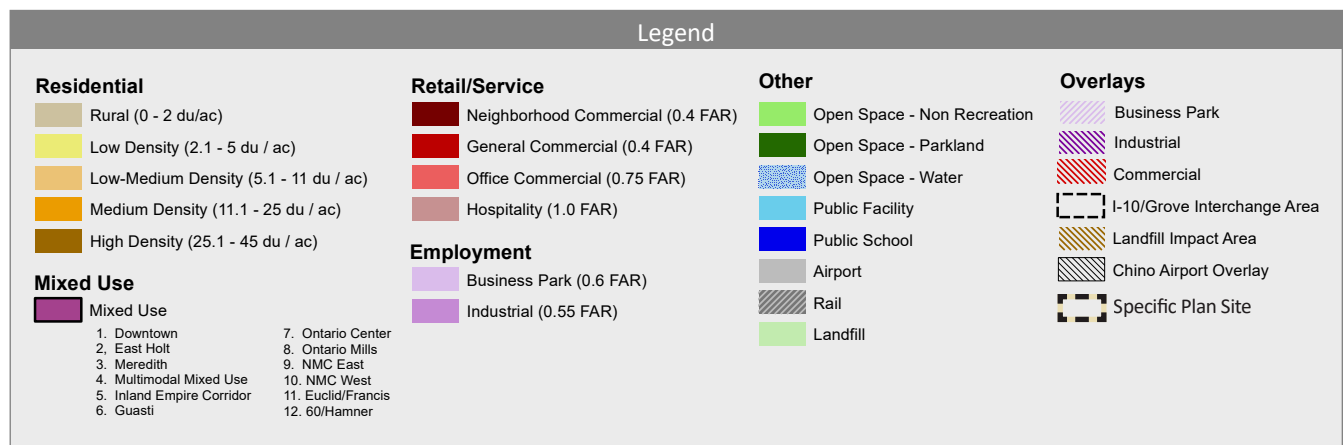 Legend
Residential
Rural (0 - 2 du/ac)
Low Density (2.1 - 5 du / ac)
Low-Medium Density (5.1 - 11 du / ac)
Medium Density (11.1 - 25 du / ac)
High Density (25.1 - 45 du / ac)
Mixed Use
Mixed Use
1. Downtown
2, East Holt
3. Meredith
4. Multimodal Mixed Use
5. Inland Empire Corridor
6. Guasti
7. Ontario Center
8. Ontario Mills
9. NMC East
10. NMC West
11. Euclid/Francis
12. 60/Hamner
Retail/Service
Neighborhood Commercial (0.4 FAR)
General Commercial (0.4 FAR)
Office Commercial (0.75 FAR)
Hospitality (1.0 FAR)
Employment
Business Park (0.6 FAR)
Industrial (0.55 FAR)
Other
Open Space - Non Recreation
Open Space - Parkland
Open Space - Water
Public Facility
Public School
Airport
Rail
Landfill
Overlays
Business Park
Industrial
Commercial
I-10/Grove Interchange Area
Landfill Impact Area
Chino Airport Overlay
Specific Plan Site